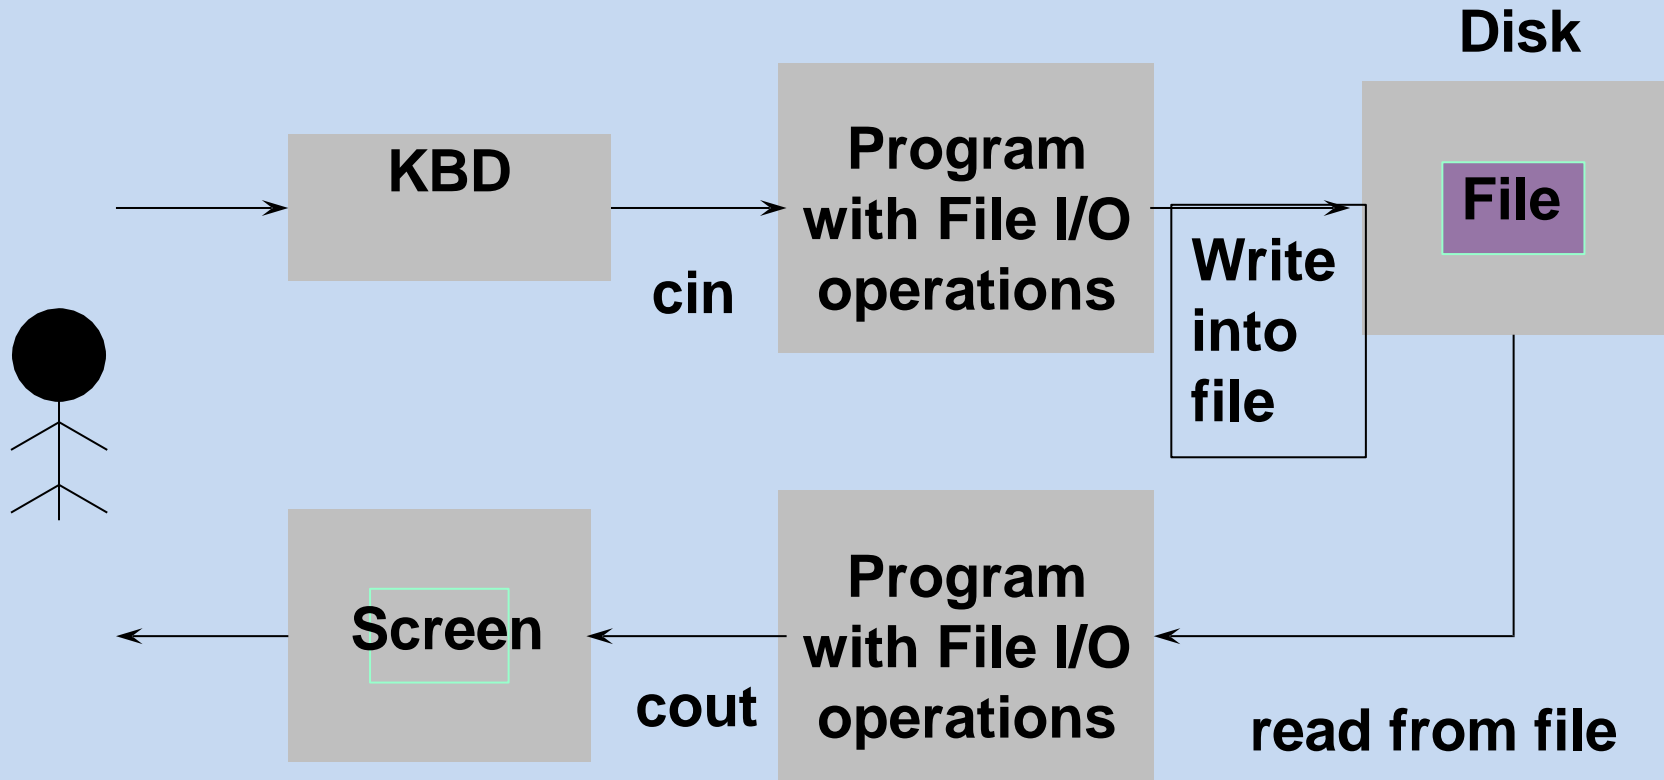 Disk
KBD
Program
with File I/O
operations
File
cin
Write
into
file
Screen
Program
with File I/O
operations
cout
read from file